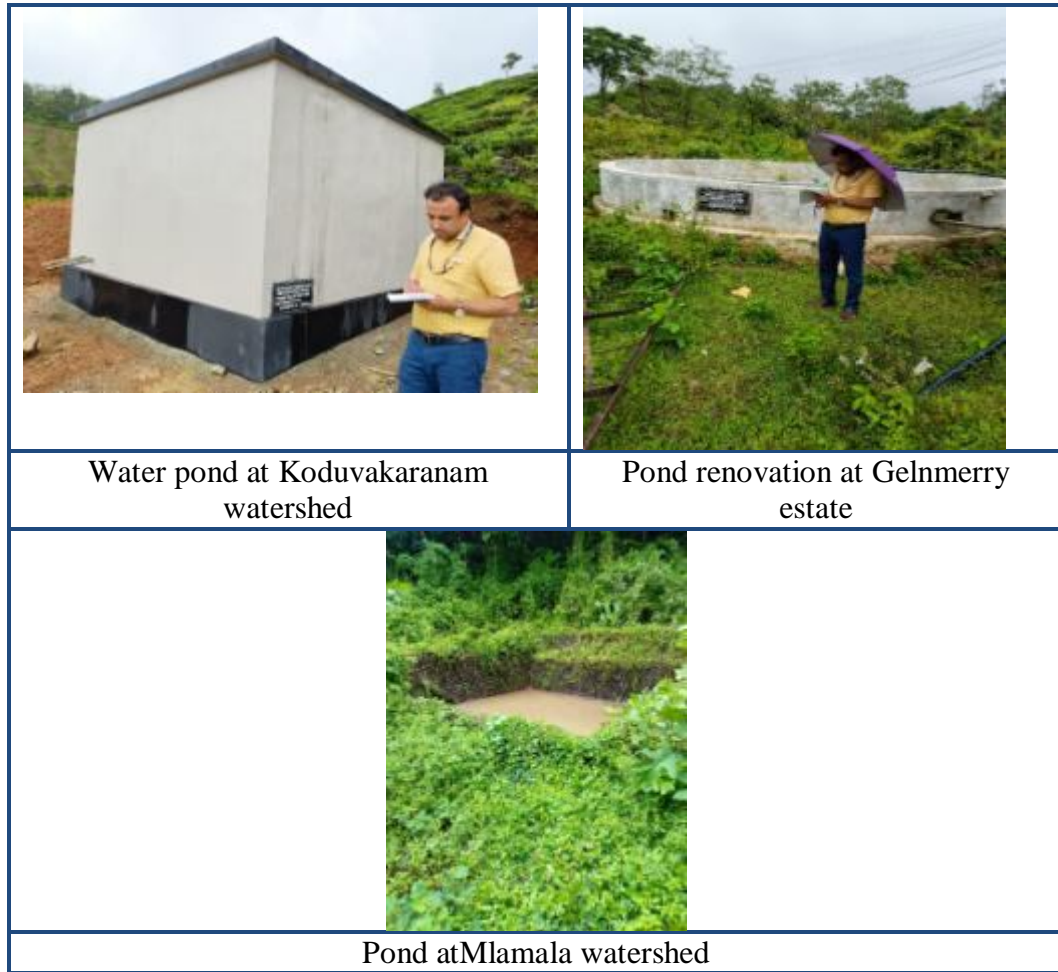 Water pond at Koduvakaranam
watershed
Pond renovation at Gelnmerry
estate
Pond atMlamala watershed